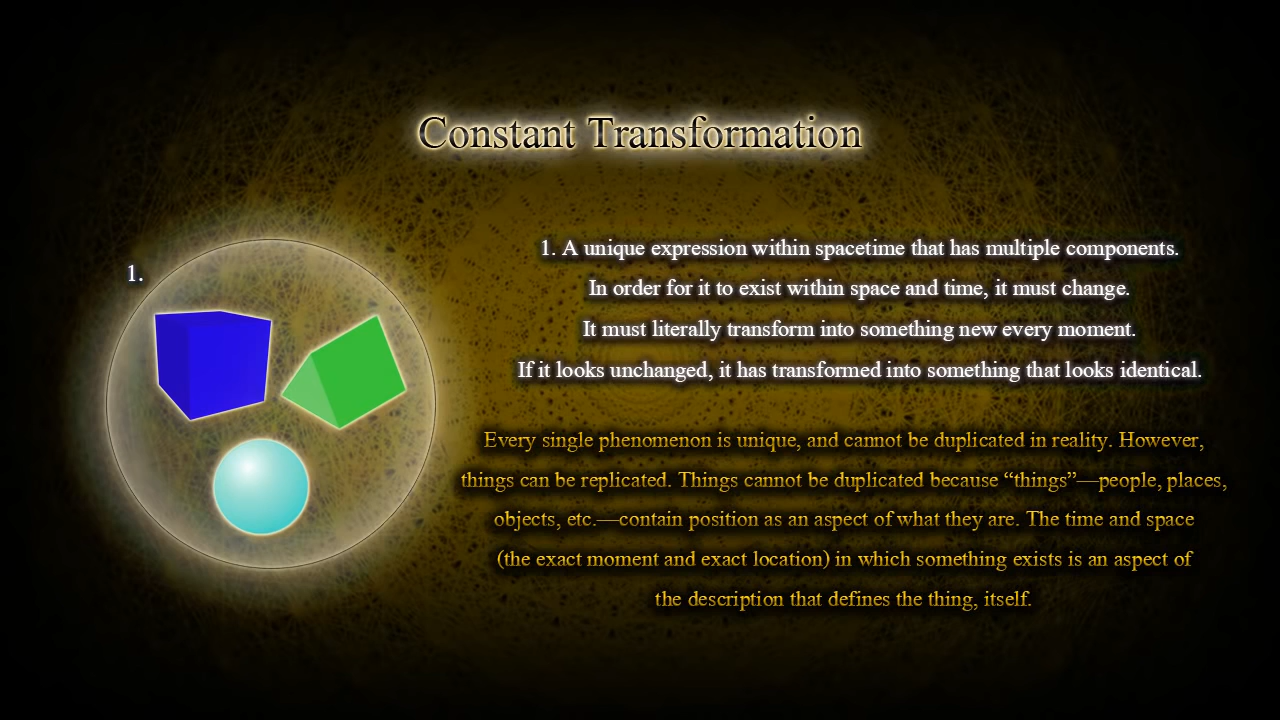 Constant Transformation
1.
1. A unique expression within spacetime that has multiple components.
In order for it to exist within space and time, it must change.
It must literally transform into something new every moment.
If it looks unchanged, it has transformed into something that looks identical.
Every single phenomenon is unique, and cannot be duplicated in reality. However,
things can be replicated. Things cannot be duplicated because “things”—people, places,
objects, etc.—contain position as an aspect of what they are. The time and space
(the exact moment and exact location) in which something exists is an aspect of
the description that defines the thing, itself.